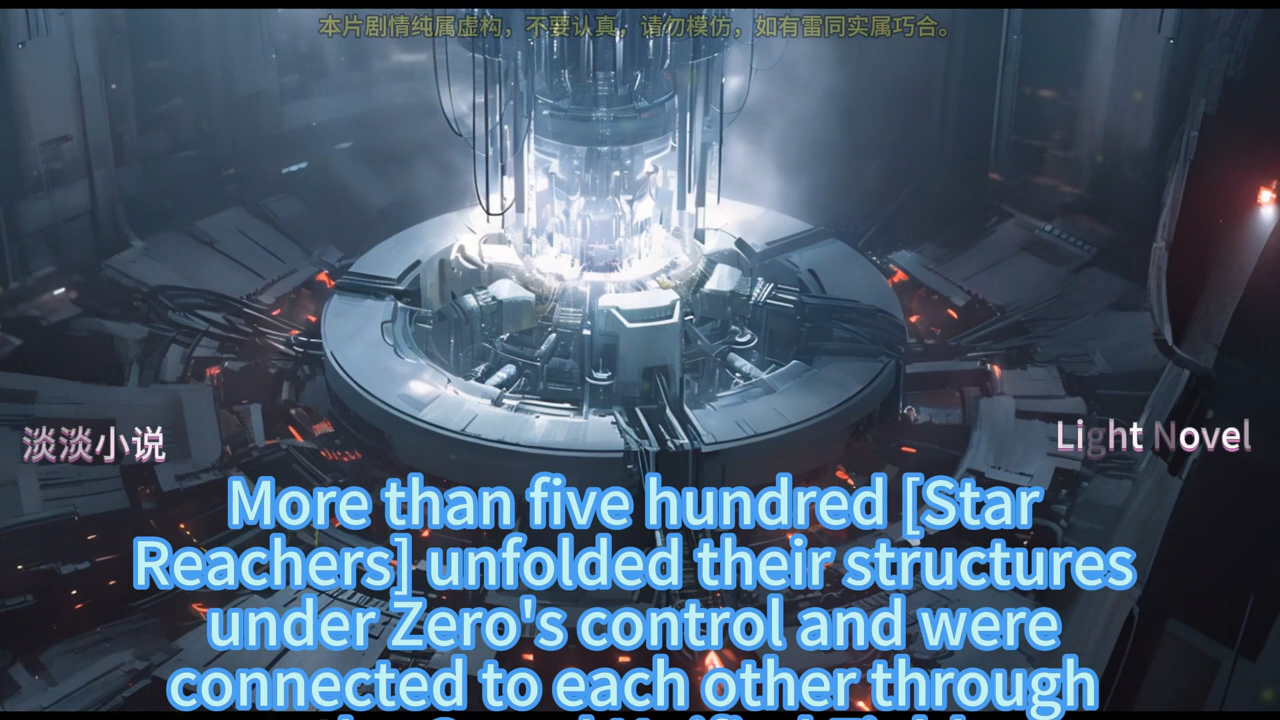 本片剧情纯属虚构，不要认真，请勿模仿，如有雷同实属巧合。
淡淡小说
Light Novel
More than five hundred [Star
Reachers] unfolded their structures
under Zero's control and were
connected to each other through